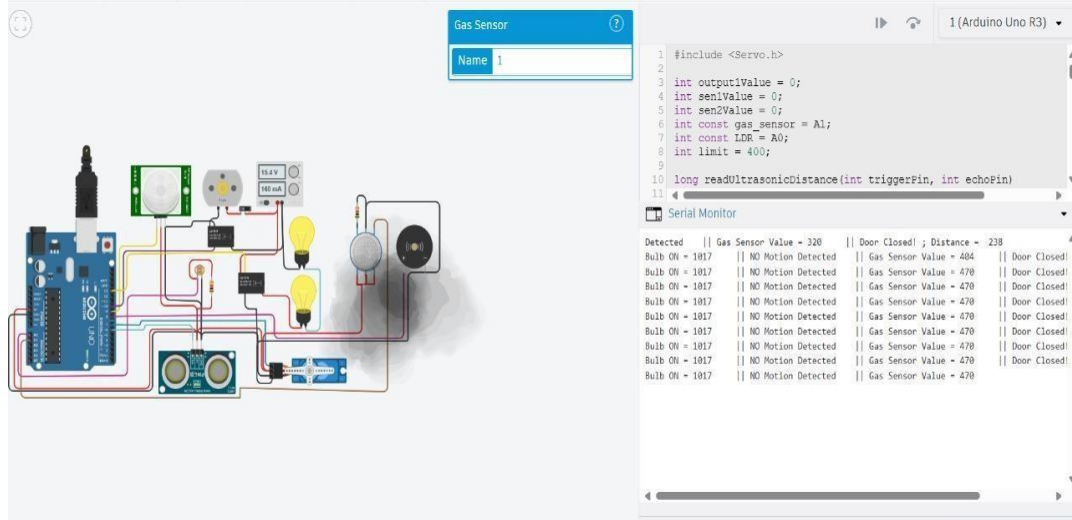 Gas Sensor
?
Name 1
15.4 V
160 mA
UNO
1 (Arduino Uno R3)
1 #include <Servo.h>
2
3 int output1Value = 0;
4 int sen1Value = 0;
5 int sen2Value = 0;
6 int const gas_sensor = A1;
7 int const LDR = A0;
8 int limit = 400;
9
10 long readUltrasonicDistance(int triggerPin, int echoPin)
11
Serial Monitor
Detected || Gas Sensor Value = 320 || Door Closed! ; Distance = 238
Bulb ON = 1017 || NO Motion Detected || Gas Sensor Value = 404 || Door Closed!
Bulb ON = 1017 || NO Motion Detected || Gas Sensor Value = 470 || Door Closed!
Bulb ON = 1017 || NO Motion Detected || Gas Sensor Value = 470 || Door Closed!
Bulb ON = 1017 || NO Motion Detected || Gas Sensor Value = 470 || Door Closed!
Bulb ON = 1017 || NO Motion Detected || Gas Sensor Value = 470 || Door Closed!
Bulb ON = 1017 || NO Motion Detected || Gas Sensor Value = 470 || Door Closed!
Bulb ON = 1017 || NO Motion Detected || Gas Sensor Value = 470 || Door Closed!
Bulb ON = 1017 || NO Motion Detected || Gas Sensor Value = 470 || Door Closed!
Bulb ON = 1017 || NO Motion Detected || Gas Sensor Value = 470